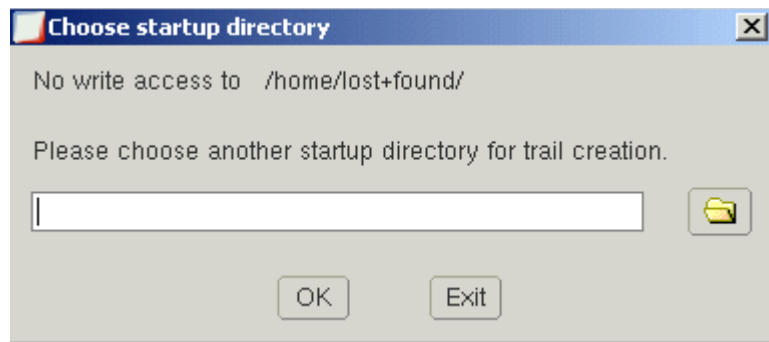 Choose startup directory
No write access to /home/lost+found/
Please choose another startup directory for trail creation.
OK Exit